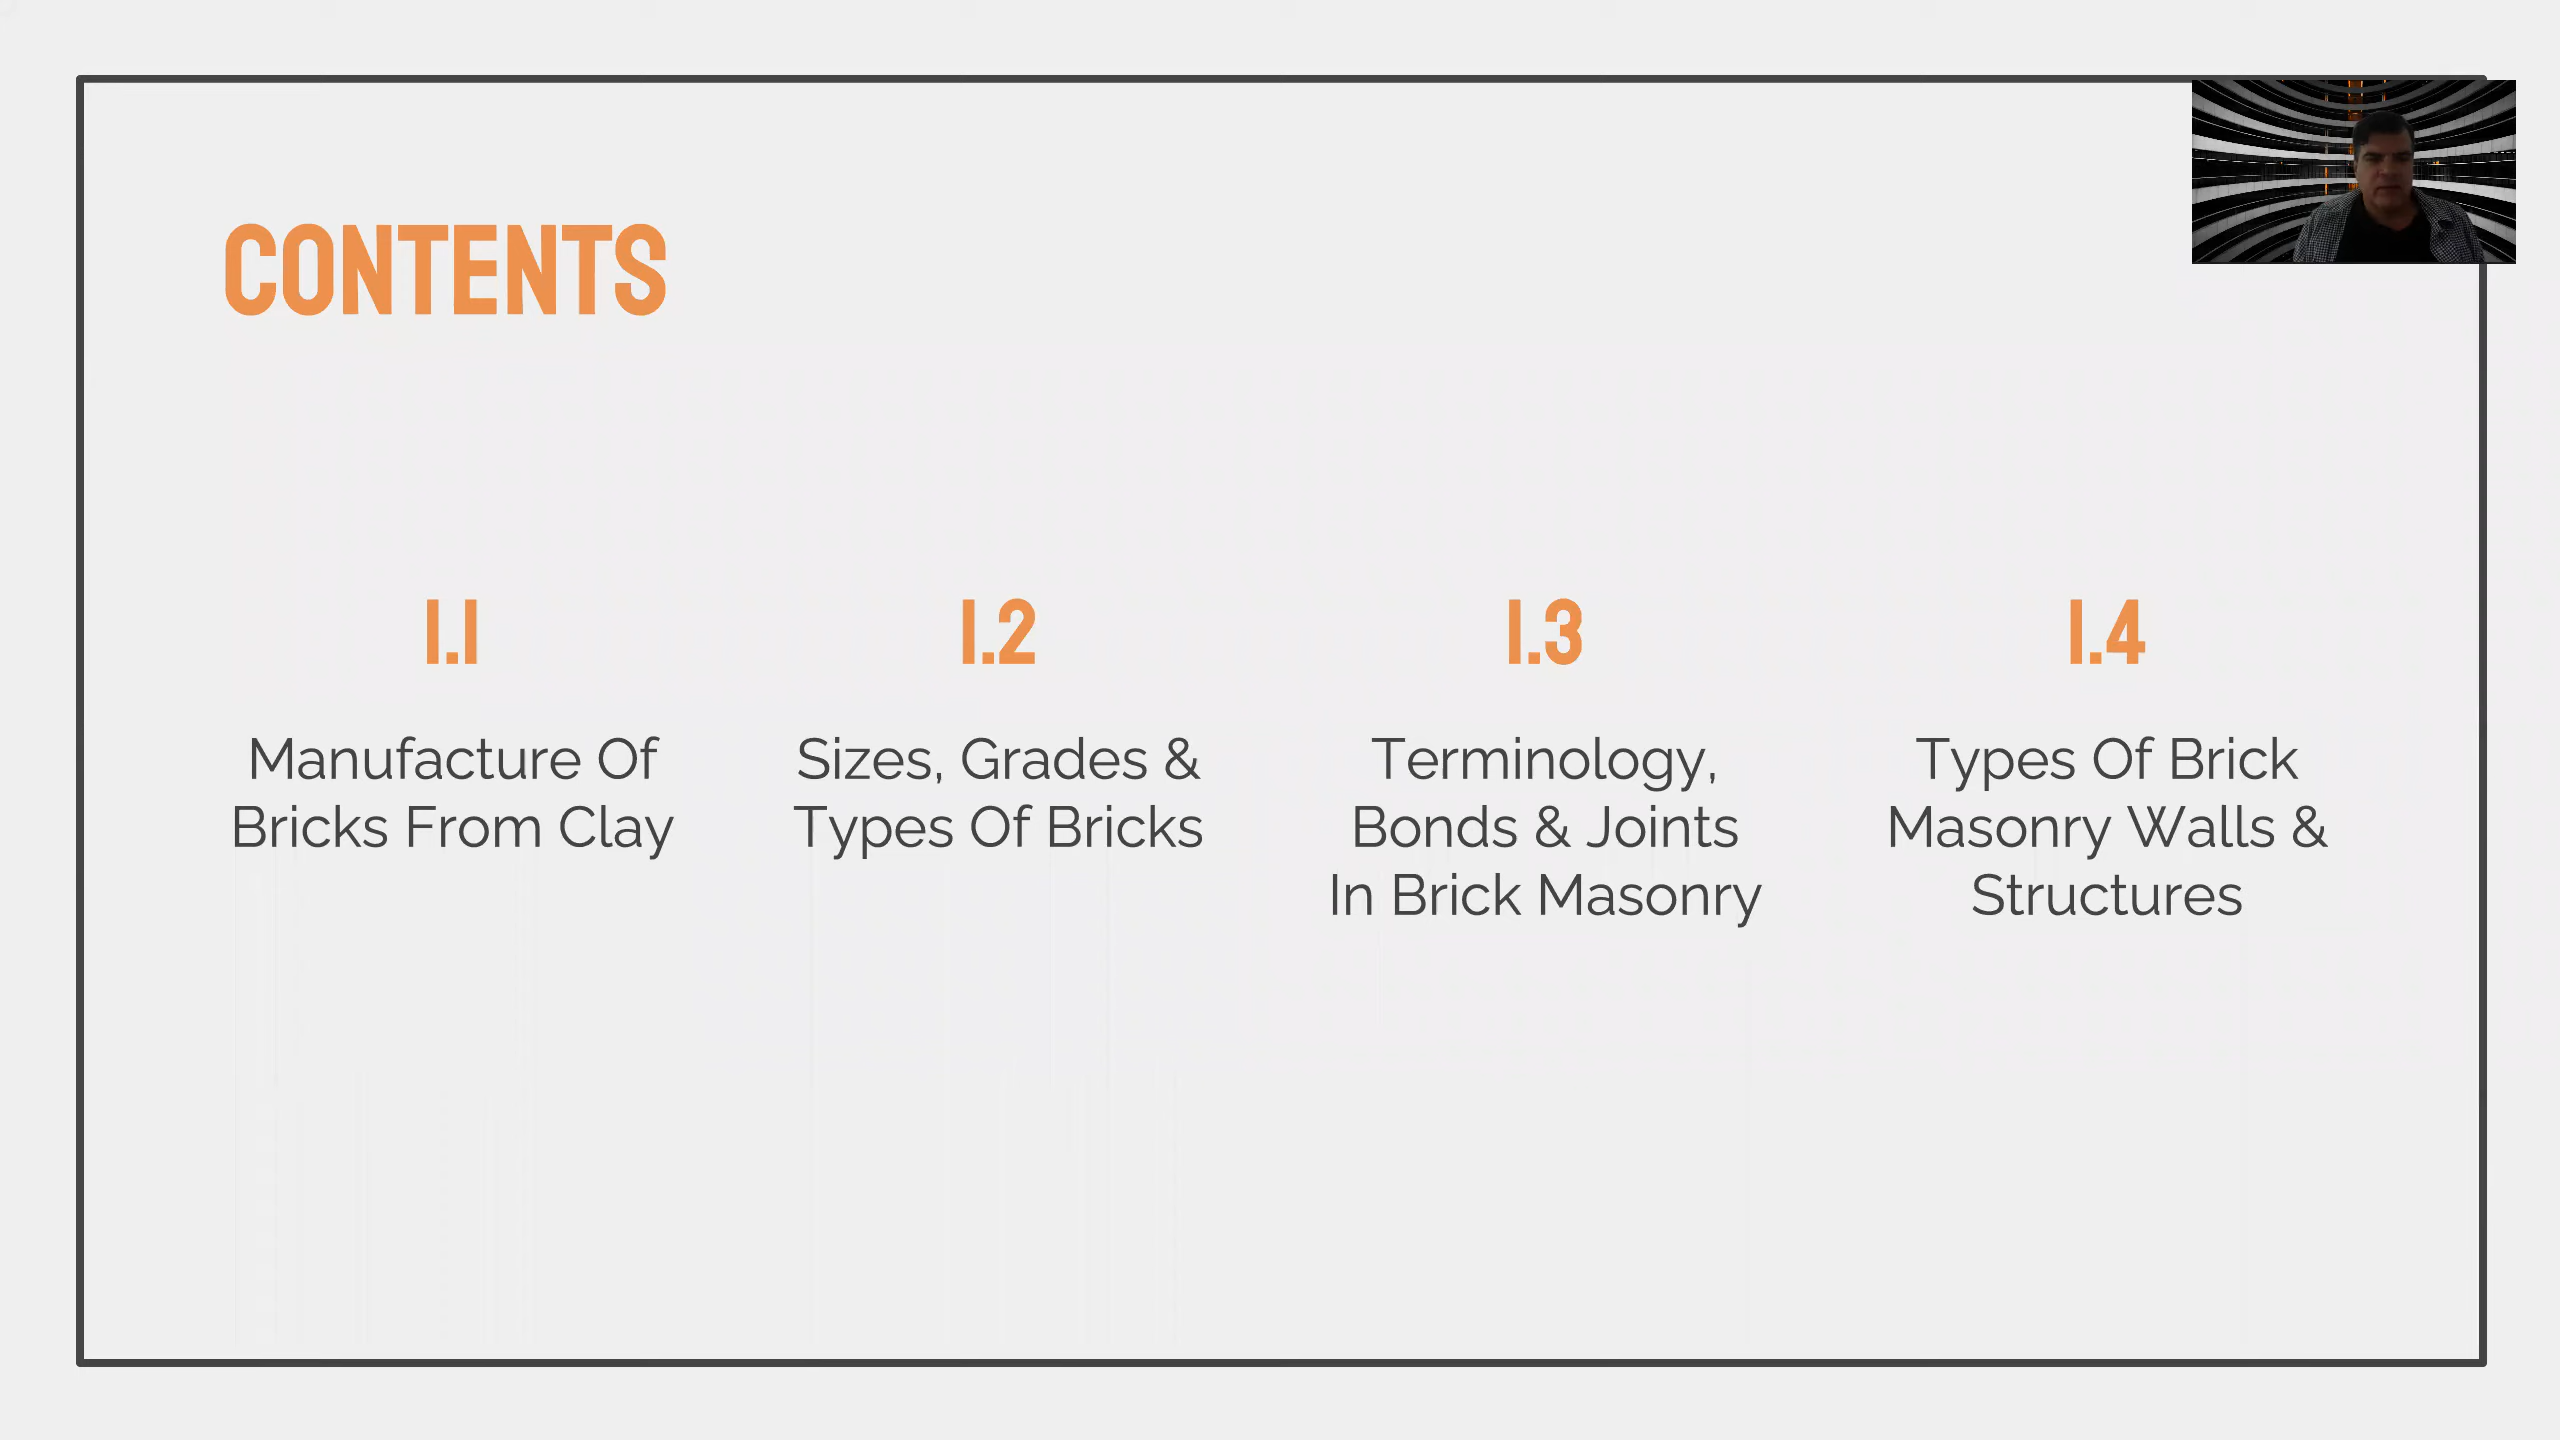 CONTENTS
1.1
Manufacture Of
Bricks From Clay
1.2
Sizes, Grades &
Types Of Bricks
1.3
Terminology,
Bonds & Joints
In Brick Masonry
1.4
Types Of Brick
Masonry Walls &
Structures